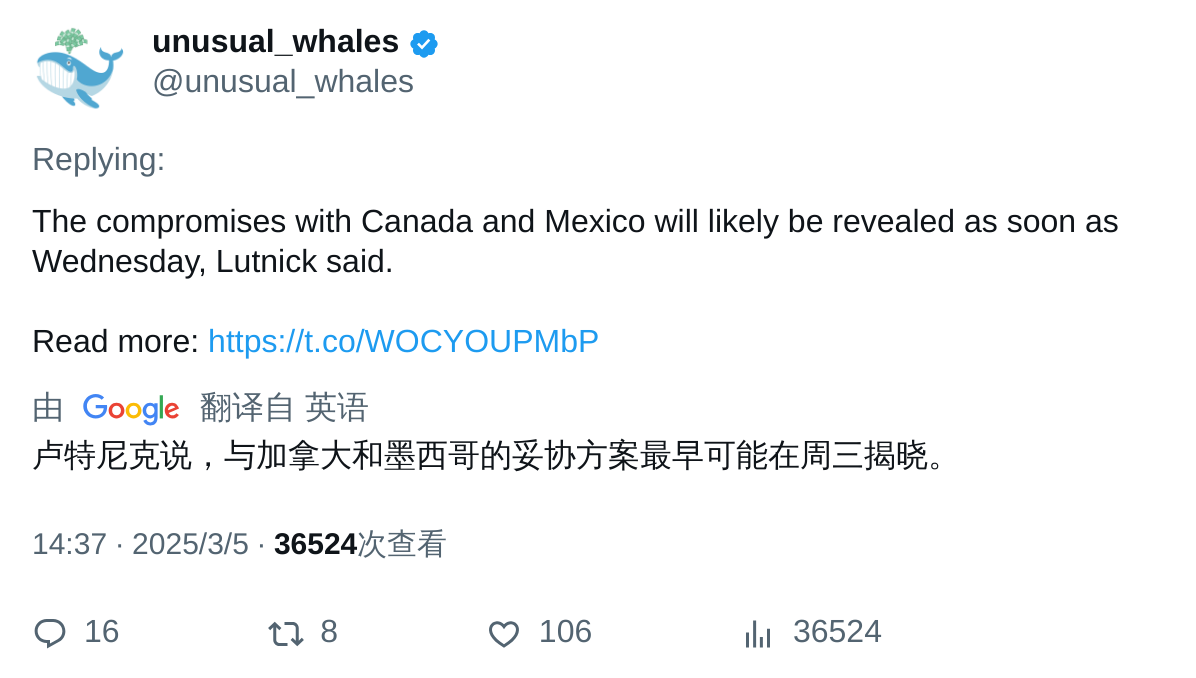 unusual_whales
@unusual_whales
Replying:
The compromises with Canada and Mexico will likely be revealed as soon as
Wednesday, Lutnick said.
Read more: https://t.co/WOCYOUPMbP
由 Google 翻译自 英语
卢特尼克说，与加拿大和墨西哥的妥协方案最早可能在周三揭晓。
14:37 · 2025/3/5 · 36524次查看
16 8 106 36524